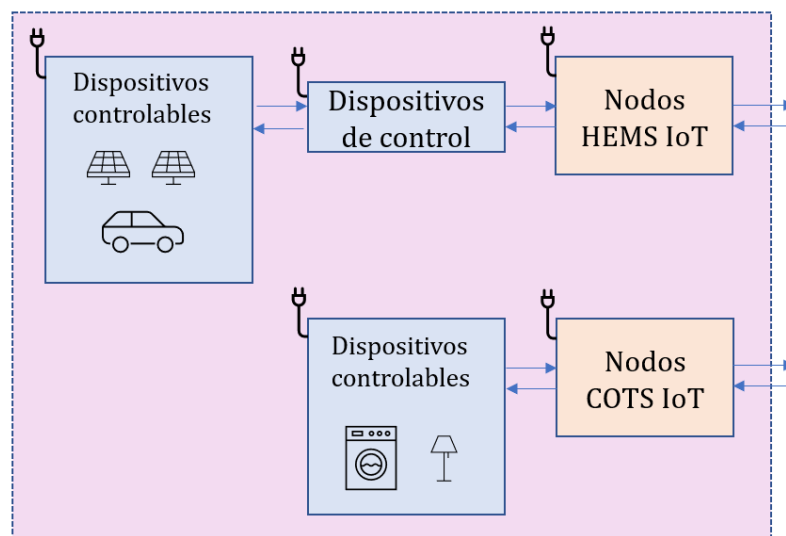 Dispositivos
controlables
Dispositivos
de control
Nodos
HEMS IoT
Dispositivos
controlables
Nodos
COTS IoT